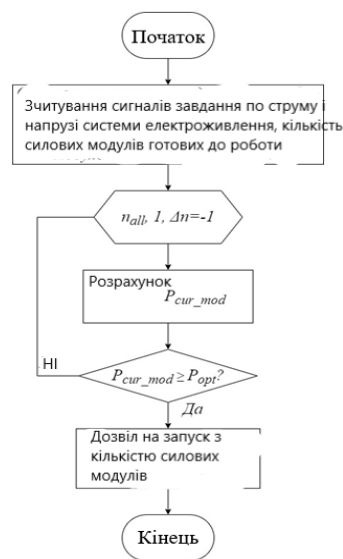 Початок
Зчитування сигналів завдання по струму і
напрузі системи електроживлення, кількість
силових модулів готових до роботи
n_all, 1, Δn=-1
Розрахунок
P_cur_mod
НІ
P_cur_mod ≥ P_opt?
Да
Дозвіл на запуск з
кількістю силових
модулів
Кінець